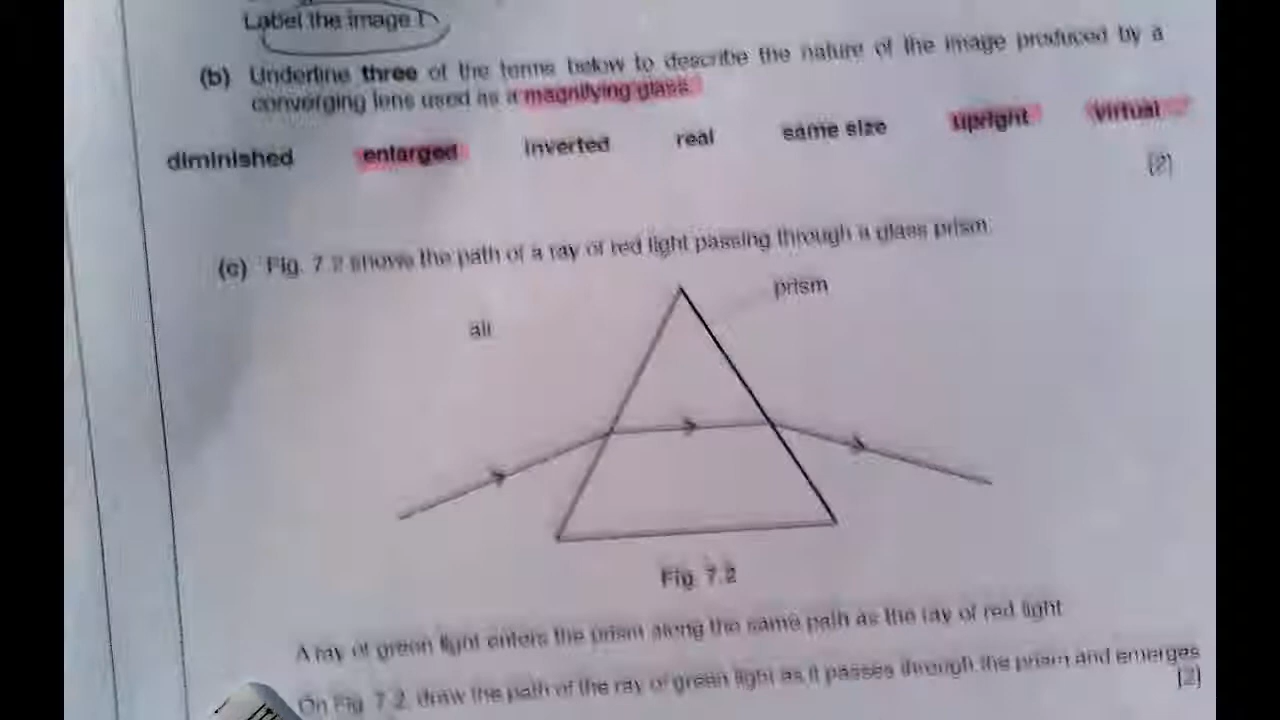 Label the image I
(b) Underline three of the terms below to describe the nature of the image produced by a
converging lens used as a magnifying glass.
diminished enlarged inverted real same size upright virtual
[2]
(c) Fig. 7.2 shows the path of a ray of red light passing through a glass prism.
prism
air
Fig. 7.2
A ray of green light enters the prism along the same path as the ray of red light
On Fig. 7.2, draw the path of the ray of green light as it passes through the prism and emerges
[2]